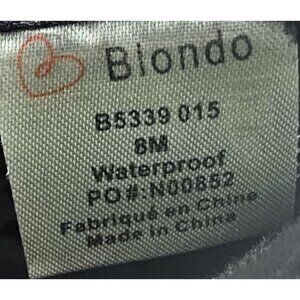 Blondo
B5339 015
8M
Waterproof
PO#:N00852
Fabriqué en Chine
Made in China